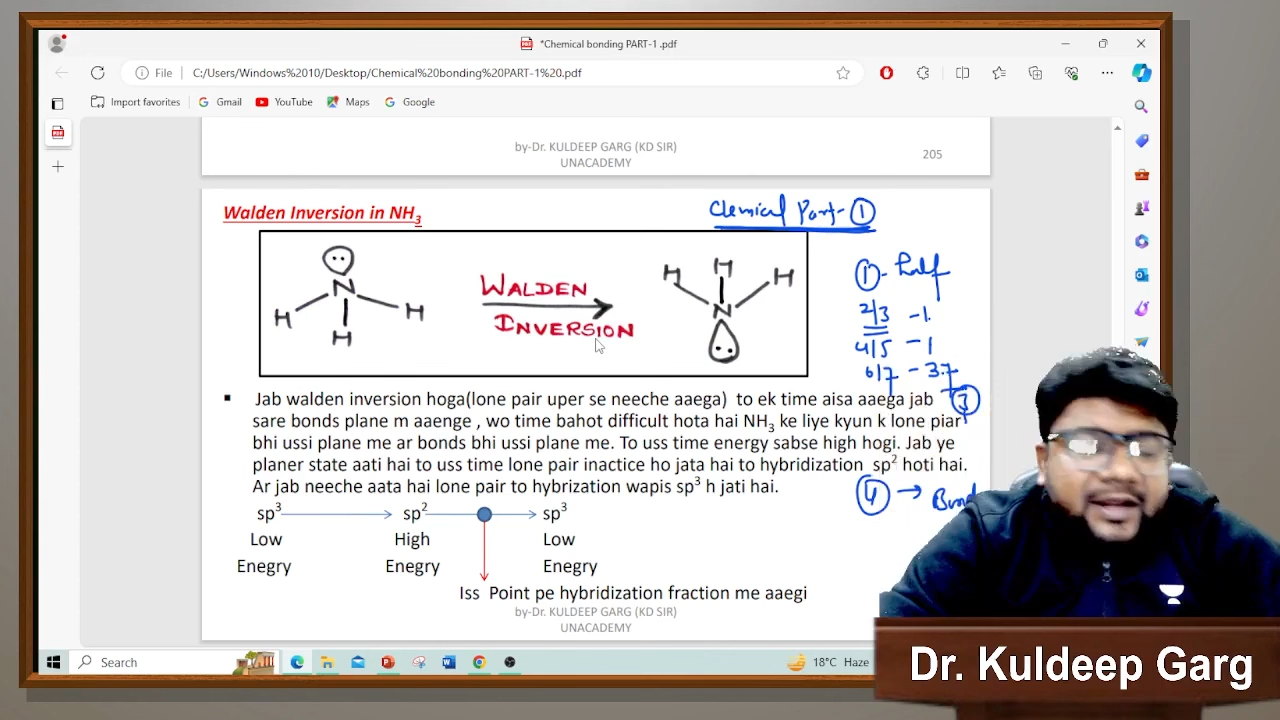 *Chemical bonding PART-1 .pdf
File C:/Users/Windows%2010/Desktop/Chemical%20bonding%20PART-1%20.pdf
Import favorites Gmail YouTube Maps Google
by-Dr. KULDEEP GARG (KD SIR)
UNACADEMY
205
Walden Inversion in NH3
Chemical Part-1
N
H H
H
WALDEN
INVERSION
H H H
N
1 - half
2/3 - 1
4/5 - 1
6/7 - 3.7
3
Jab walden inversion hoga(lone pair uper se neeche aaega) to ek time aisa aaega jab
sare bonds plane m aaenge , wo time bahot difficult hota hai NH3 ke liye kyun k lone piar
bhi ussi plane me ar bonds bhi ussi plane me. To uss time energy sabse high hogi. Jab ye
planer state aati hai to uss time lone pair inactice ho jata hai to hybridization sp2 hoti hai.
Ar jab neeche aata hai lone pair to hybrization wapis sp3 h jati hai.
4 →
sp3 sp2 sp3
Low High Low
Enegry Enegry Enegry
Iss Point pe hybridization fraction me aaegi
by-Dr. KULDEEP GARG (KD SIR)
UNACADEMY
Search
18°C Haze
Dr. Kuldeep Garg